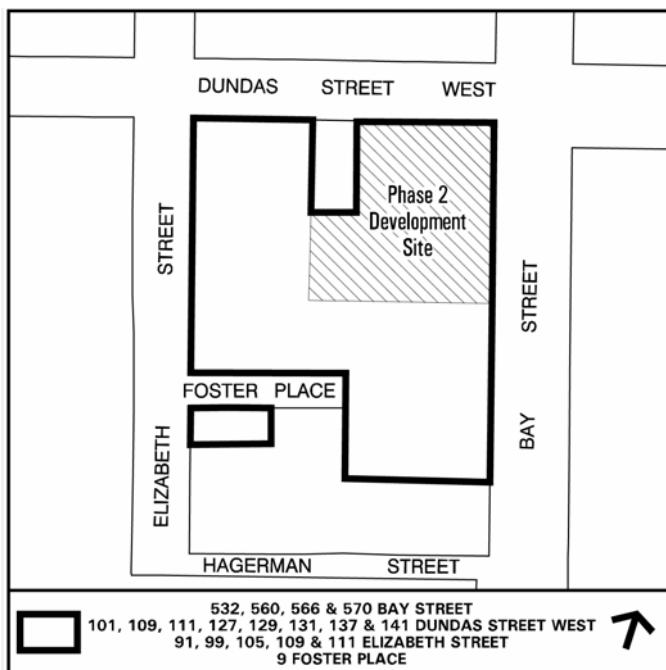 DUNDAS STREET WEST
Phase 2
Development
Site
STREET
STREET
FOSTER PLACE
ELIZABETH
BAY
HAGERMAN STREET
532, 560, 566 & 570 BAY STREET
101, 109, 111, 127, 129, 131, 137 & 141 DUNDAS STREET WEST
91, 99, 105, 109 & 111 ELIZABETH STREET
9 FOSTER PLACE